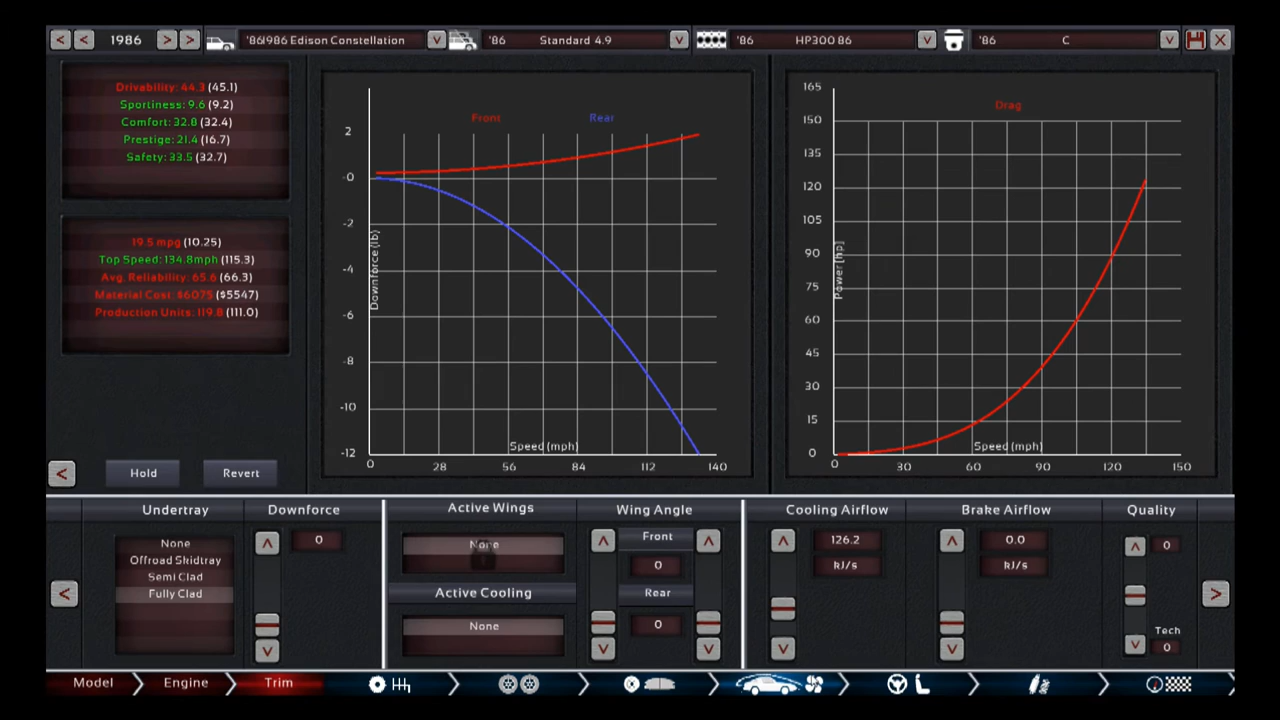 1986
'861986 Edison Constellation
'86 Standard 4.9
'86 HP300 86
'86 C
Drivability: 44.3 (45.1)
Sportiness: 9.6 (9.2)
Comfort: 32.8 (32.4)
Prestige: 21.4 (16.7)
Safety: 33.5 (32.7)
19.5 mpg (10.25)
Top Speed: 134.8mph (115.3)
Avg. Reliability: 65.6 (66.3)
Material Cost: $6075 ($5547)
Production Units: 119.8 (111.0)
Hold
Revert
Front
Rear
2
-0
-2
-4
-6
-8
-10
-12
Downforce (lb)
Speed (mph)
0 28 56 84 112 140
Drag
165
150
135
120
105
90
75
60
45
30
15
0
Power [hp]
Speed (mph)
0 30 60 90 120 150
Undertray
None
Offroad Skidtray
Semi Clad
Fully Clad
Downforce
0
Active Wings
None
Active Cooling
None
Wing Angle
Front
0
Rear
0
Cooling Airflow
126.2
kJ/s
Brake Airflow
0.0
kJ/s
Quality
0
Tech
0
Model
Engine
Trim